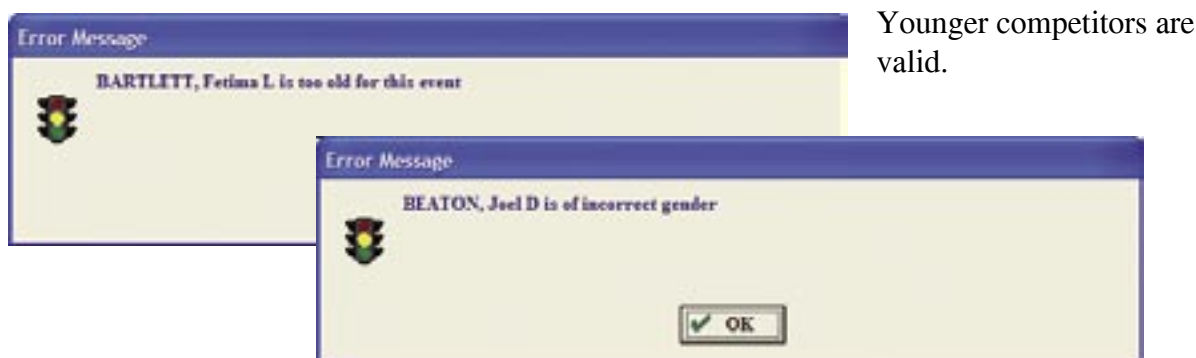 Error Message
BARTLETT, Fetima L is too old for this event
Younger competitors are
valid.
Error Message
BEATON, Joel D is of incorrect gender
OK